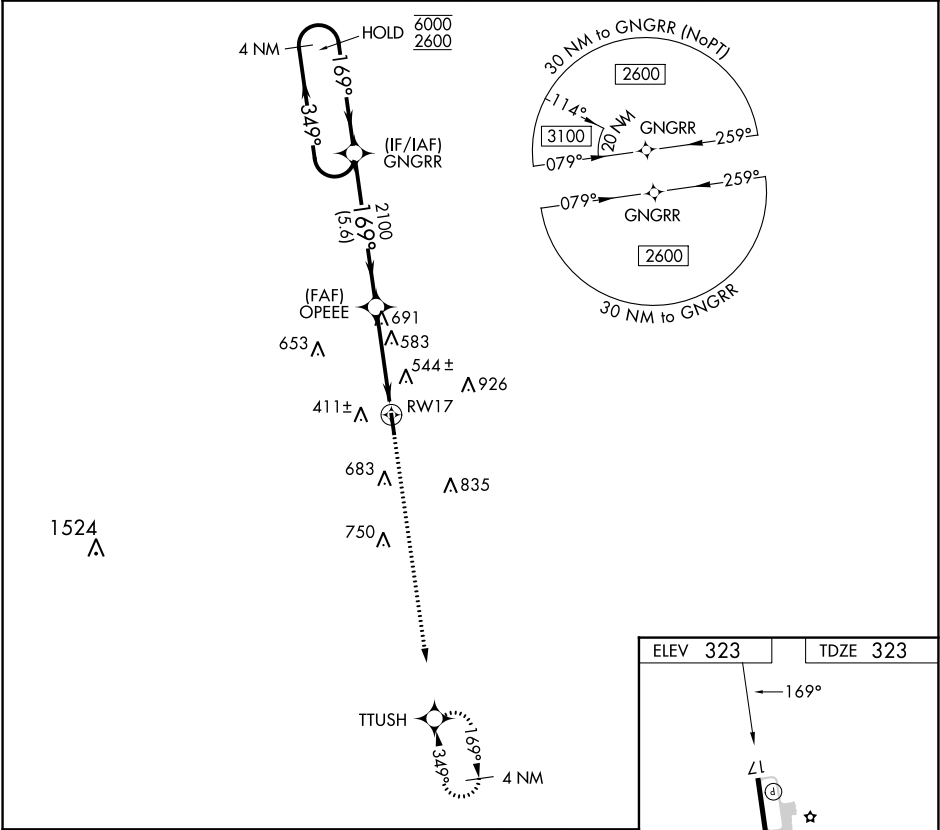 4 NM
HOLD
6000
2600
169°
349°
(IF/IAF)
GNGRR
2100
169°
(5.6)
(FAF)
OPEEE
691
583
653
544 ±
926
411±
RW17
683
835
750
1524
TTUSH
169°
349°
4 NM
30 NM to GNGRR (NoPT)
2600
114°
20 NM
3100
GNGRR
079°
259°
079°
259°
GNGRR
2600
30 NM to GNGRR
ELEV 323
TDZE 323
169°
17
P